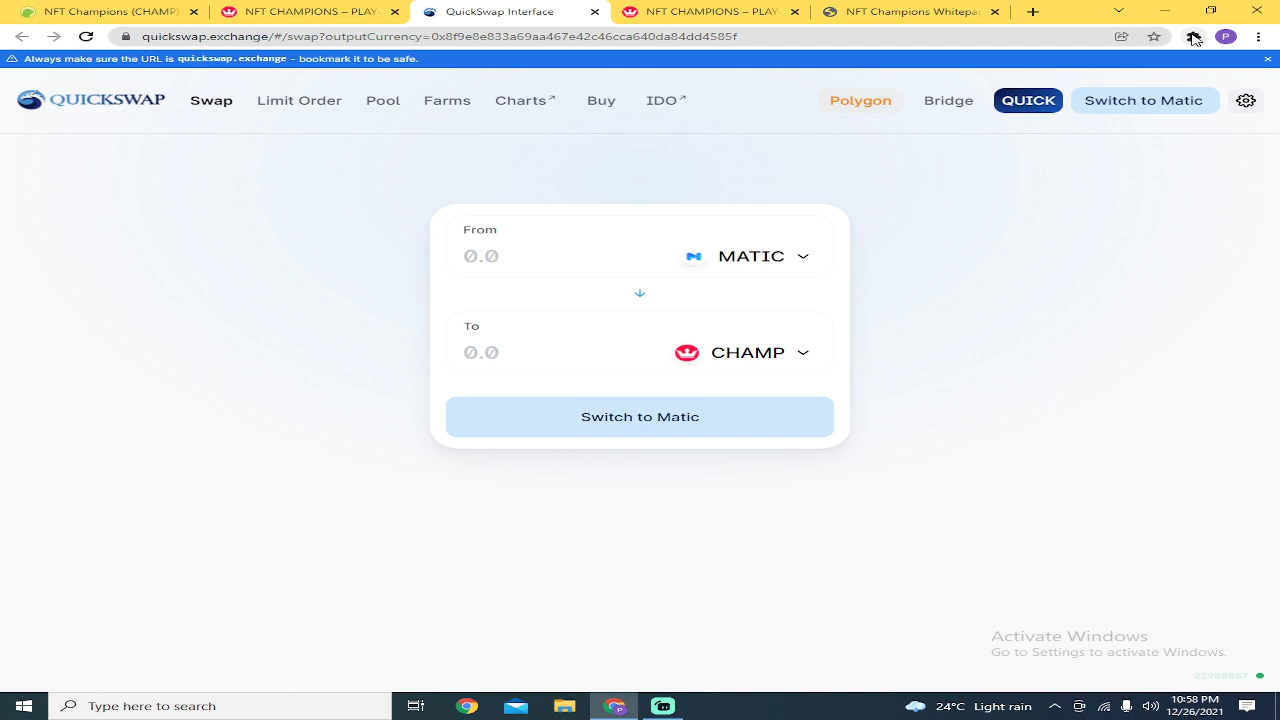 NFT Champions (CHAMP)
NFT CHAMPIONS – PLAY-
QuickSwap Interface
NFT CHAMPIONS – PLAY-
NFT Champions Whitepap
quickswap.exchange/#/swap?outputCurrency=0x8f9e8e833a69aa467e42c46cca640da84dd4585f
P
Always make sure the URL is quickswap.exchange - bookmark it to be safe.
QUICKSWAP
Swap
Limit Order
Pool
Farms
Charts↗
Buy
IDO↗
Polygon
Bridge
QUICK
Switch to Matic
From
0.0
MATIC
To
0.0
CHAMP
Switch to Matic
Activate Windows
Go to Settings to activate Windows.
22988857
Type here to search
P
24°C Light rain
10:58 PM
12/26/2021